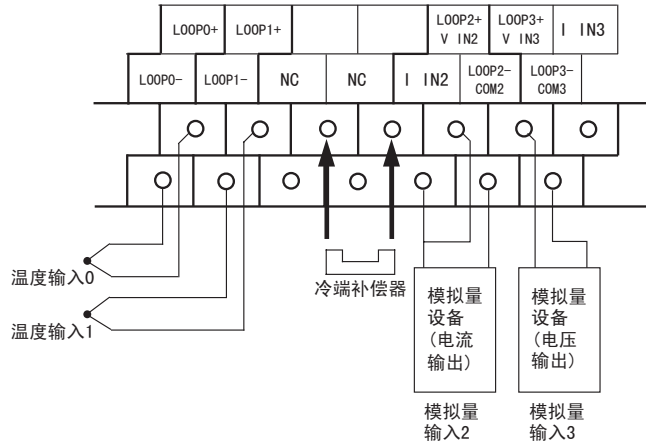 LOOP0+
LOOP1+
LOOP2+
V IN2
LOOP3+
V IN3
I IN3
LOOP0-
LOOP1-
NC
NC
I IN2
LOOP2-
COM2
LOOP3-
COM3
温度输入0
温度输入1
冷端补偿器
模拟量
设备
(电流
输出)
模拟量
设备
(电压
输出)
模拟量
输入2
模拟量
输入3